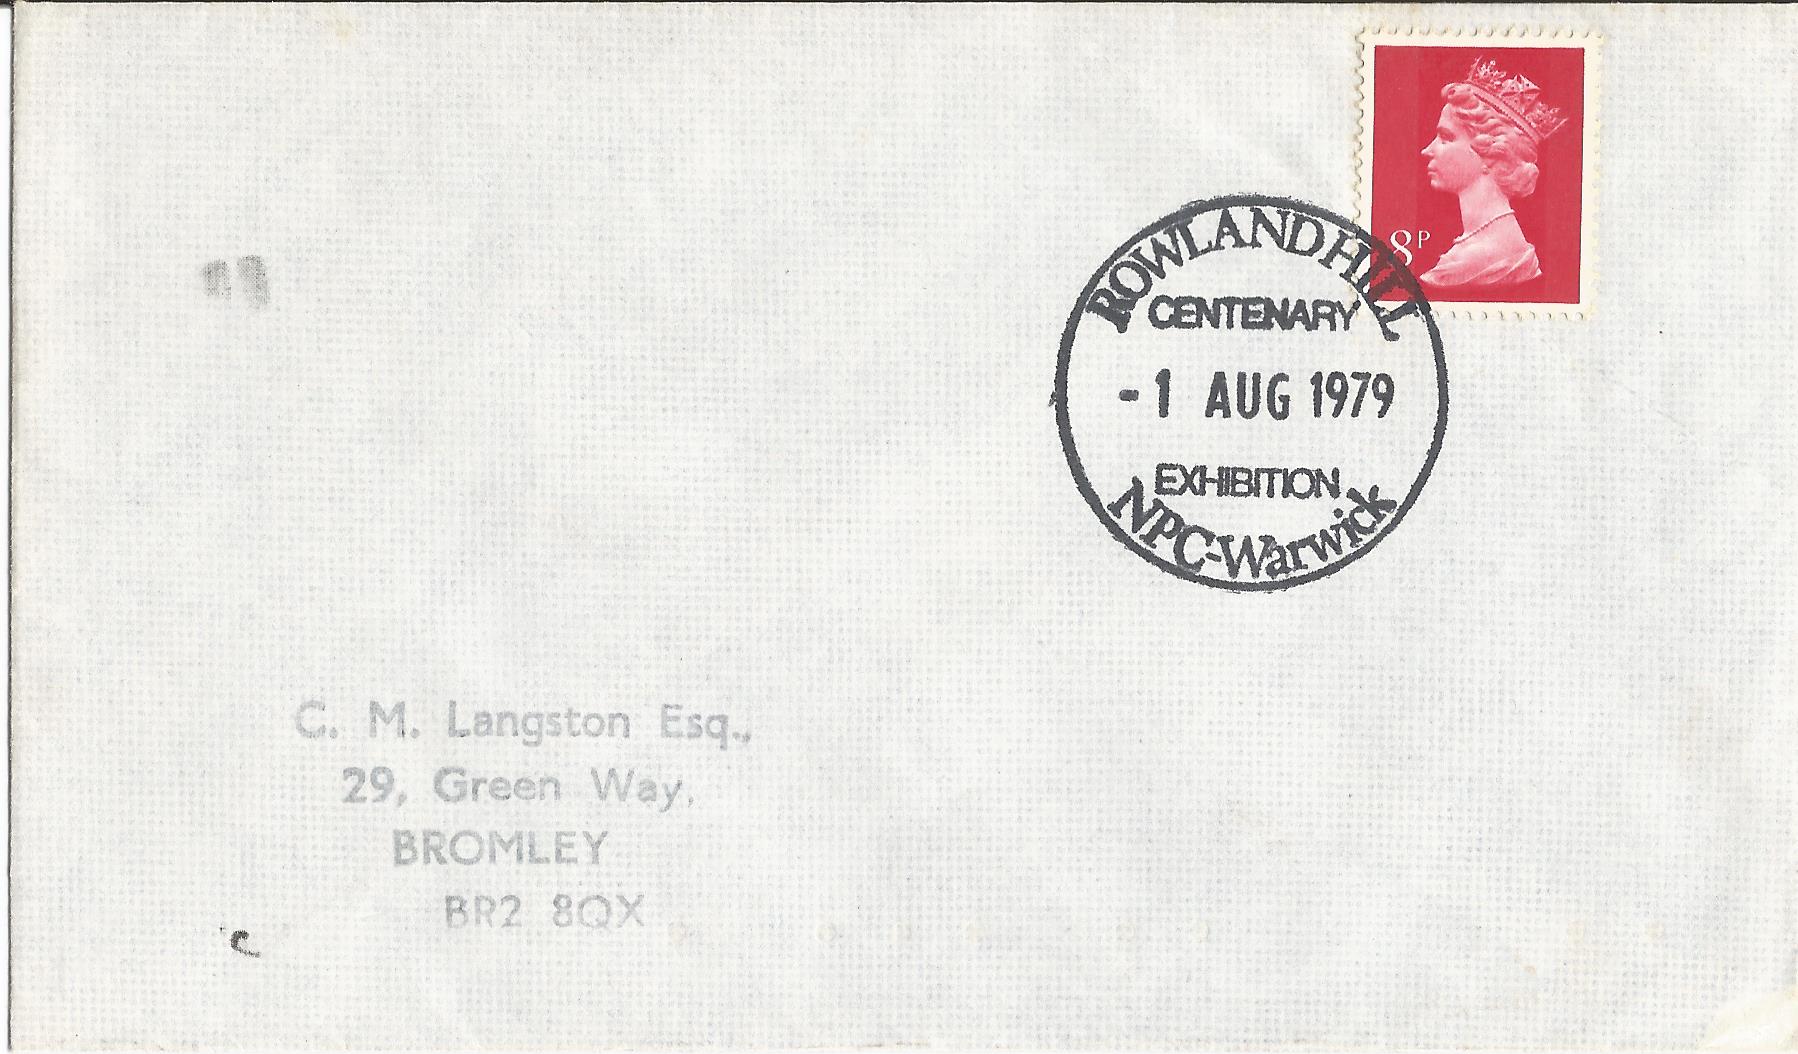 8P
ROWLAND HILL
CENTENARY
- 1 AUG 1979
EXHIBITION
NPC-Warwick
C. M. Langston Esq.,
29, Green Way,
BROMLEY
BR2 8QX